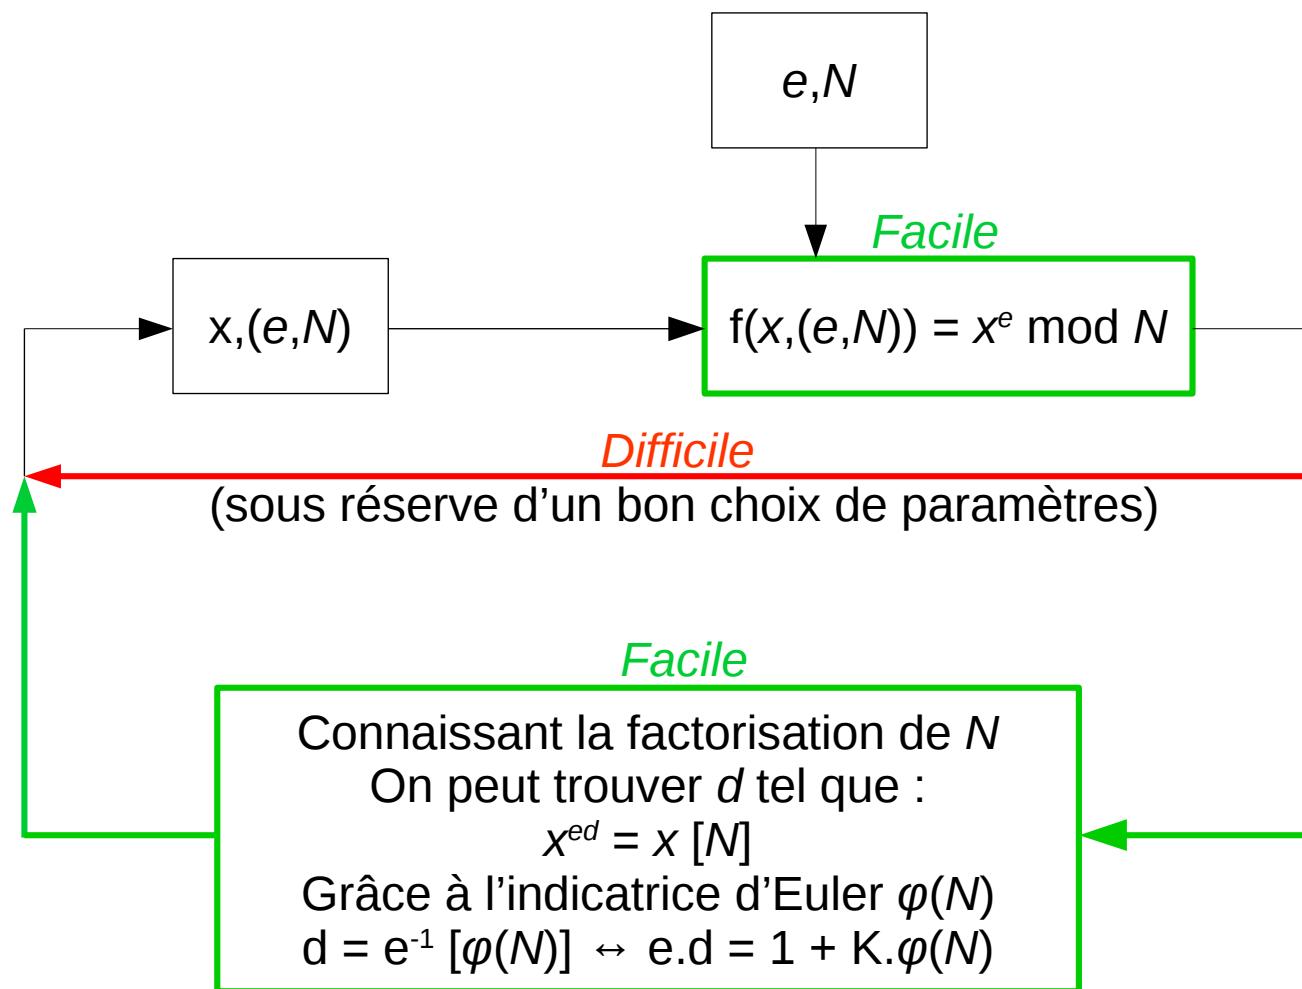 e,N
Facile
x,(e,N)
f(x,(e,N)) = xᵉ mod N
Difficile
(sous réserve d’un bon choix de paramètres)
Facile
Connaissant la factorisation de N
On peut trouver d tel que :
xᵉᵈ = x [N]
Grâce à l’indicatrice d’Euler φ(N)
d = e⁻¹ [φ(N)] ↔ e.d = 1 + K.φ(N)